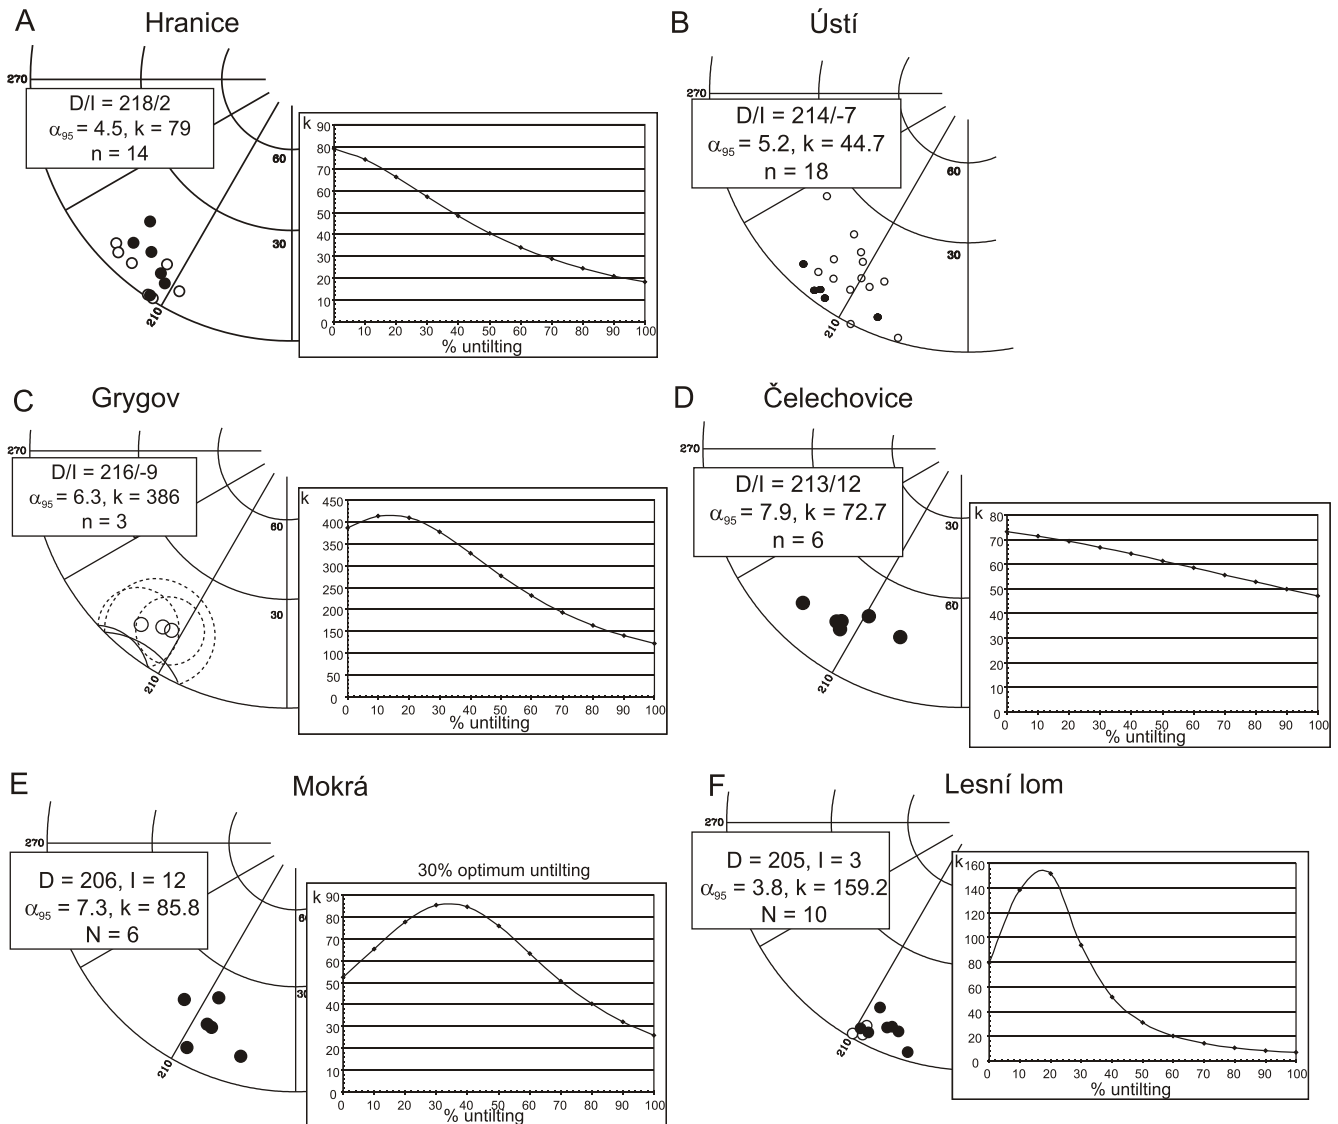 A
Hranice
270
D/I = 218/2
α95 = 4.5, k = 79
n = 14
60
30
210
k
90
80
70
60
50
40
30
20
10
0
0 10 20 30 40 50 60 70 80 90 100
% untilting
B
Ústí
270
D/I = 214/-7
α95 = 5.2, k = 44.7
n = 18
60
30
210
C
Grygov
270
D/I = 216/-9
α95 = 6.3, k = 386
n = 3
60
30
210
k
450
400
350
300
250
200
150
100
50
0
0 10 20 30 40 50 60 70 80 90 100
% untilting
D
Čelechovice
270
D/I = 213/12
α95 = 7.9, k = 72.7
n = 6
30
60
210
k
80
70
60
50
40
30
20
10
0
0 10 20 30 40 50 60 70 80 90 100
% untilting
E
Mokrá
270
D = 206, I = 12
α95 = 7.3, k = 85.8
N = 6
60
30
210
30% optimum untilting
k
90
80
70
60
50
40
30
20
10
0
0 10 20 30 40 50 60 70 80 90 100
% untilting
F
Lesní lom
270
D = 205, I = 3
α95 = 3.8, k = 159.2
N = 10
210
k
160
140
120
100
80
60
40
20
0
0 10 20 30 40 50 60 70 80 90 100
% untilting